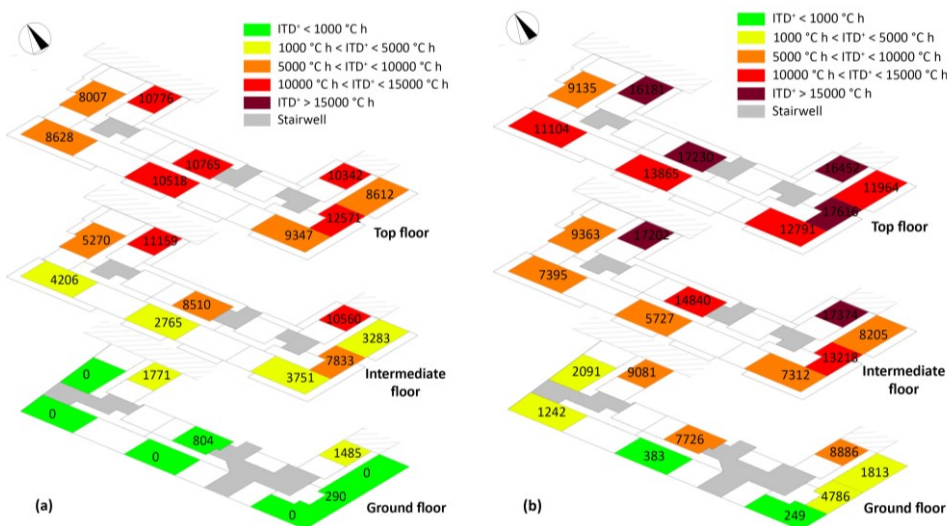 ITD⁺ < 1000 °C h
1000 °C h < ITD⁺ < 5000 °C h
5000 °C h < ITD⁺ < 10000 °C h
10000 °C h < ITD⁺ < 15000 °C h
ITD⁺ > 15000 °C h
Stairwell
8007
10776
8628
10765
10518
10342
8612
12571
9347
Top floor
5270
11159
4206
8510
2765
10560
3283
7833
3751
Intermediate
floor
0
1771
0
804
0
1485
0
290
0
(a)
Ground floor
ITD⁺ < 1000 °C h
1000 °C h < ITD⁺ < 5000 °C h
5000 °C h < ITD⁺ < 10000 °C h
10000 °C h < ITD⁺ < 15000 °C h
ITD⁺ > 15000 °C h
Stairwell
9135
16181
11104
17230
13865
16457
11964
17616
12791
Top floor
9363
17202
7395
14840
5727
17374
8205
13218
7312
Intermediate
floor
2091
9081
1242
7726
383
8886
1813
4786
249
(b)
Ground floor